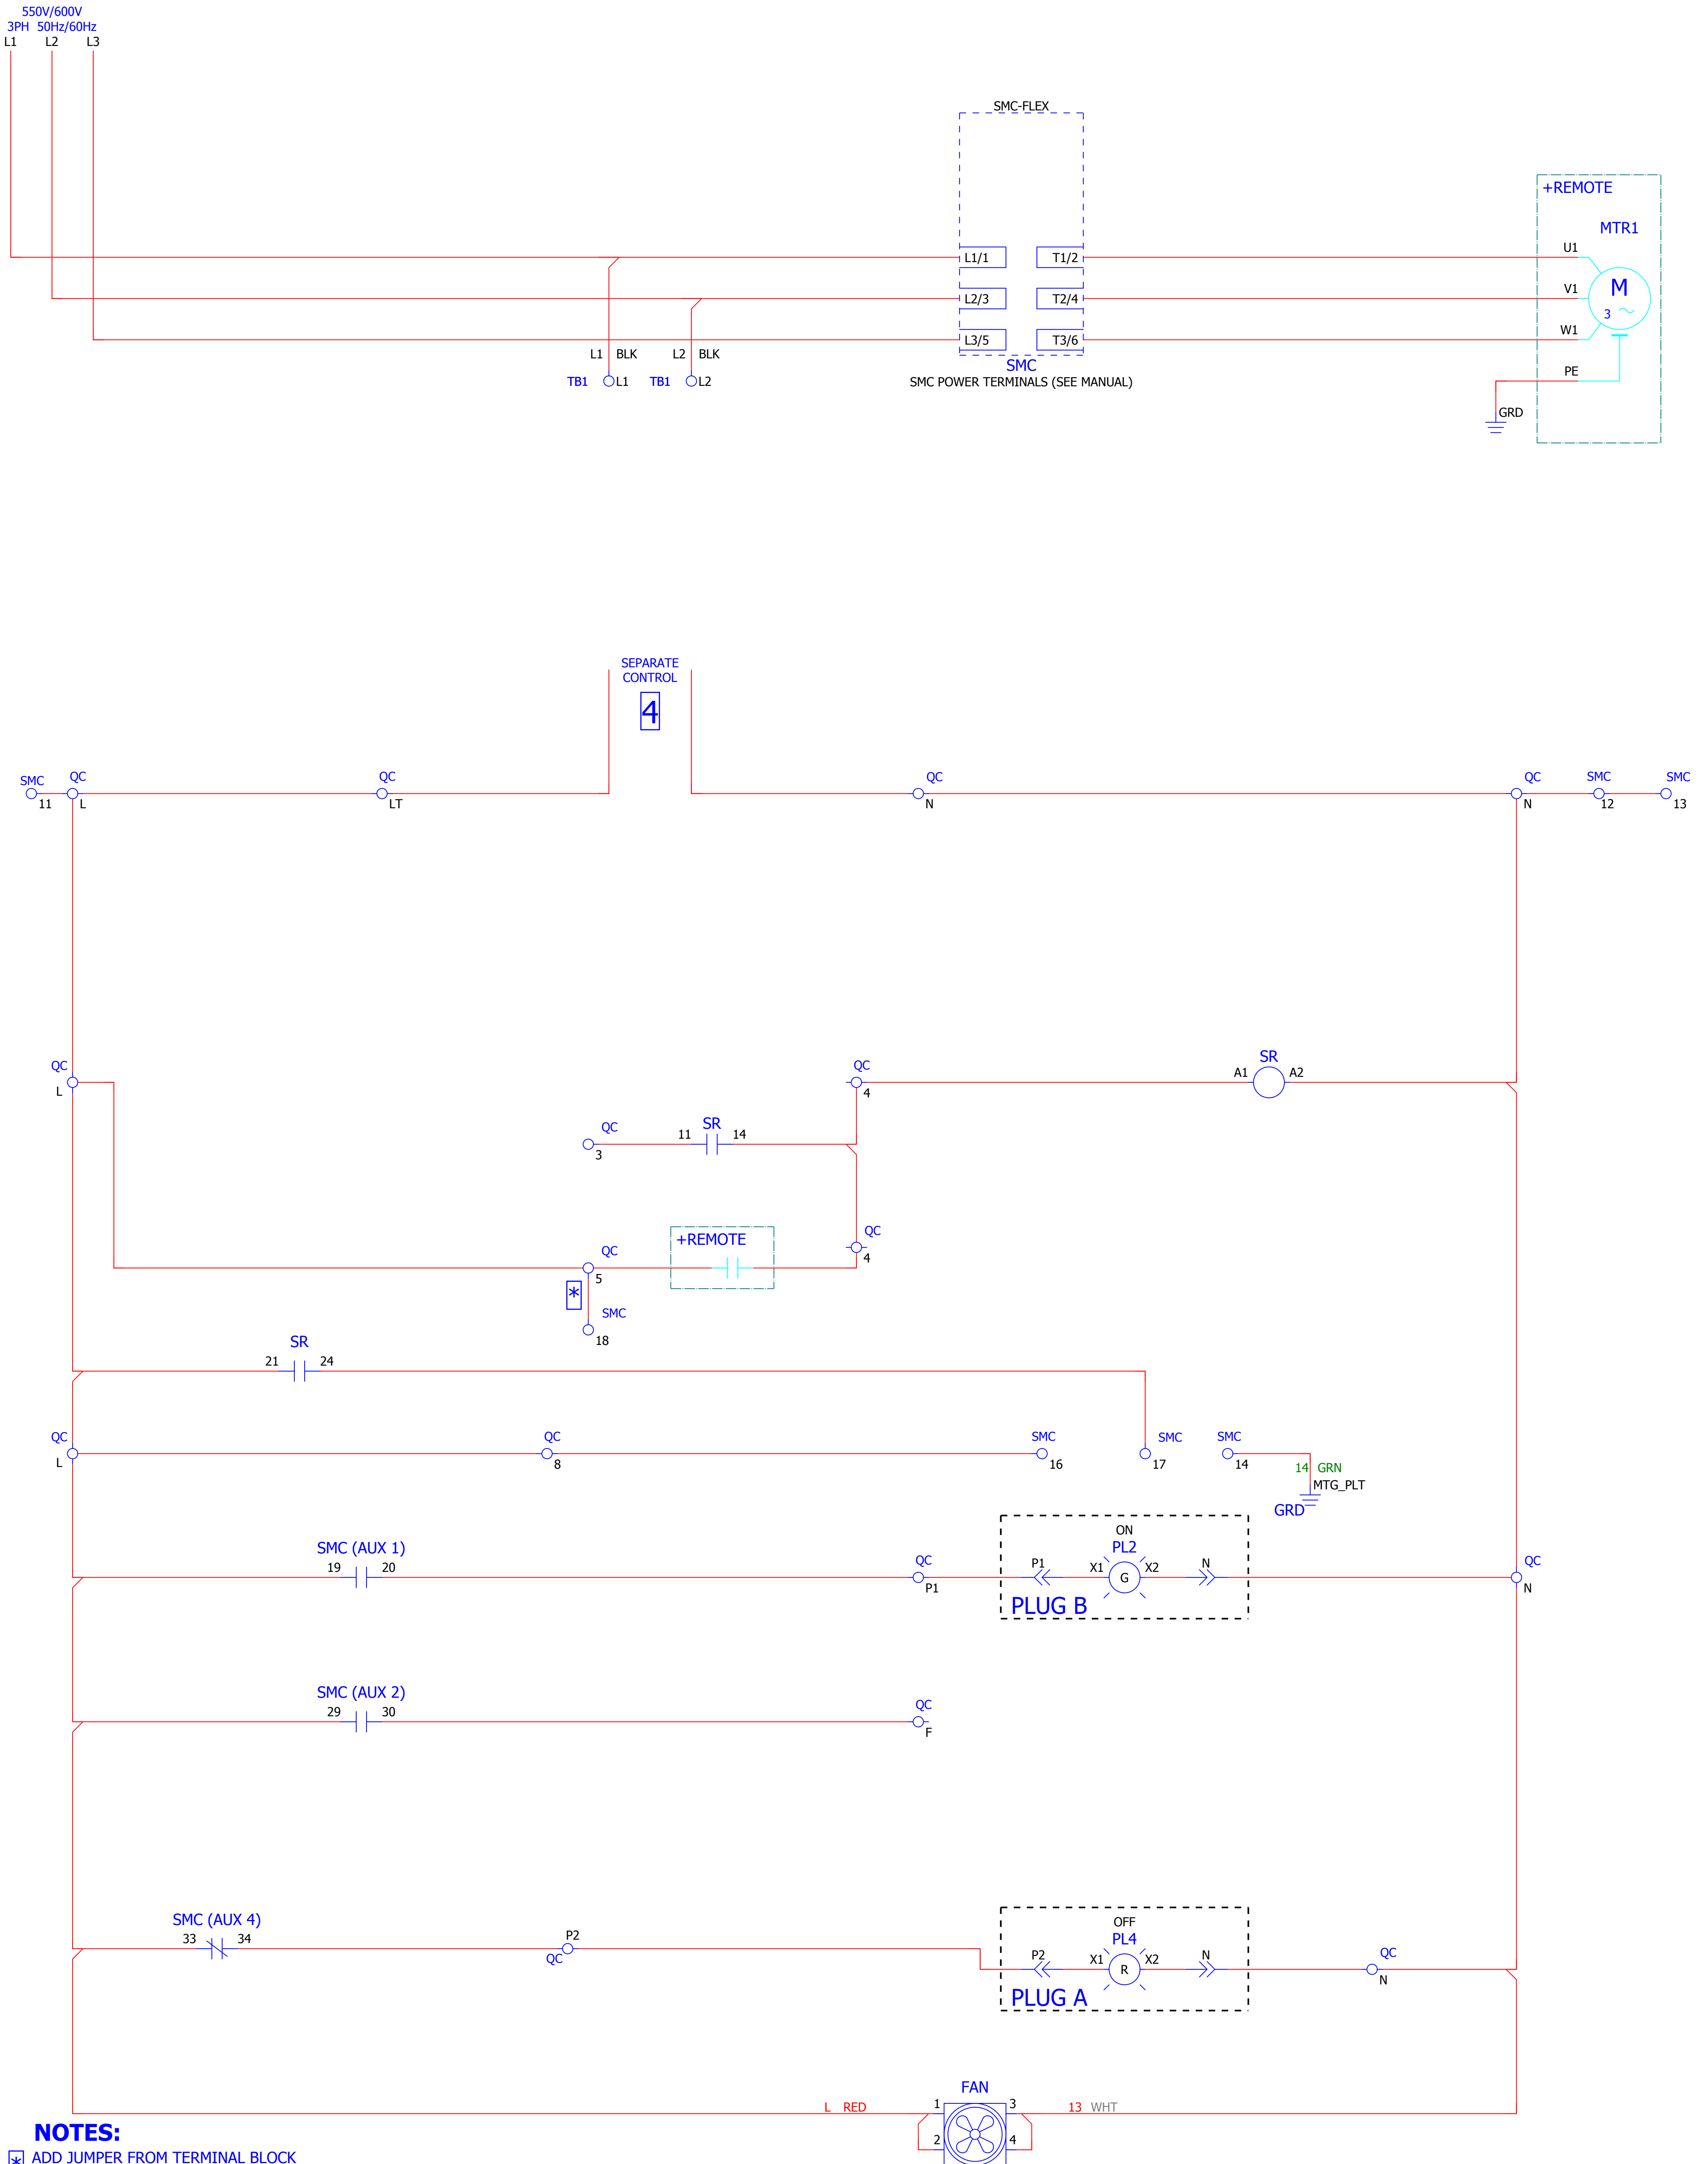 550V/600V
3PH 50Hz/60Hz
L1 L2 L3
SMC-FLEX
+REMOTE
MTR1
L1/1 T1/2 U1
L2/3 T2/4 V1 M
3
L3/5 T3/6 W1
L1 BLK L2 BLK
SMC
TB1 L1 TB1 L2
SMC POWER TERMINALS (SEE MANUAL)
PE
GRD
SEPARATE
CONTROL
4
SMC QC QC QC QC SMC SMC
11 L LT N N 12 13
QC QC SR
L 4 A1 A2
QC SR
3 11 14
QC +REMOTE QC
5 4
* SMC
18
SR
21 24
QC QC SMC SMC SMC
L 8 16 17 14
14 GRN
MTG_PLT
GRD
ON
SMC (AUX 1) PL2
19 20 QC P1 X1 G X2 N QC
P1 N
PLUG B
SMC (AUX 2)
29 30 QC
F
OFF
SMC (AUX 4) PL4
33 34 P2 P2 X1 R X2 N QC
QC N
PLUG A
FAN
L RED 1 3 13 WHT
2 4
NOTES:
* ADD JUMPER FROM TERMINAL BLOCK